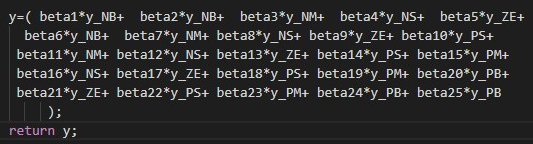 y=( beta1*y_NB+  beta2*y_NB+  beta3*y_NM+  beta4*y_NS+  beta5*y_ZE+
beta6*y_NB+  beta7*y_NM+ beta8*y_NS+ beta9*y_ZE+ beta10*y_PS+
beta11*y_NM+ beta12*y_NS+ beta13*y_ZE+ beta14*y_PS+ beta15*y_PM+
beta16*y_NS+ beta17*y_ZE+ beta18*y_PS+ beta19*y_PM+ beta20*y_PB+
beta21*y_ZE+ beta22*y_PS+ beta23*y_PM+ beta24*y_PB+ beta25*y_PB
);
return y;